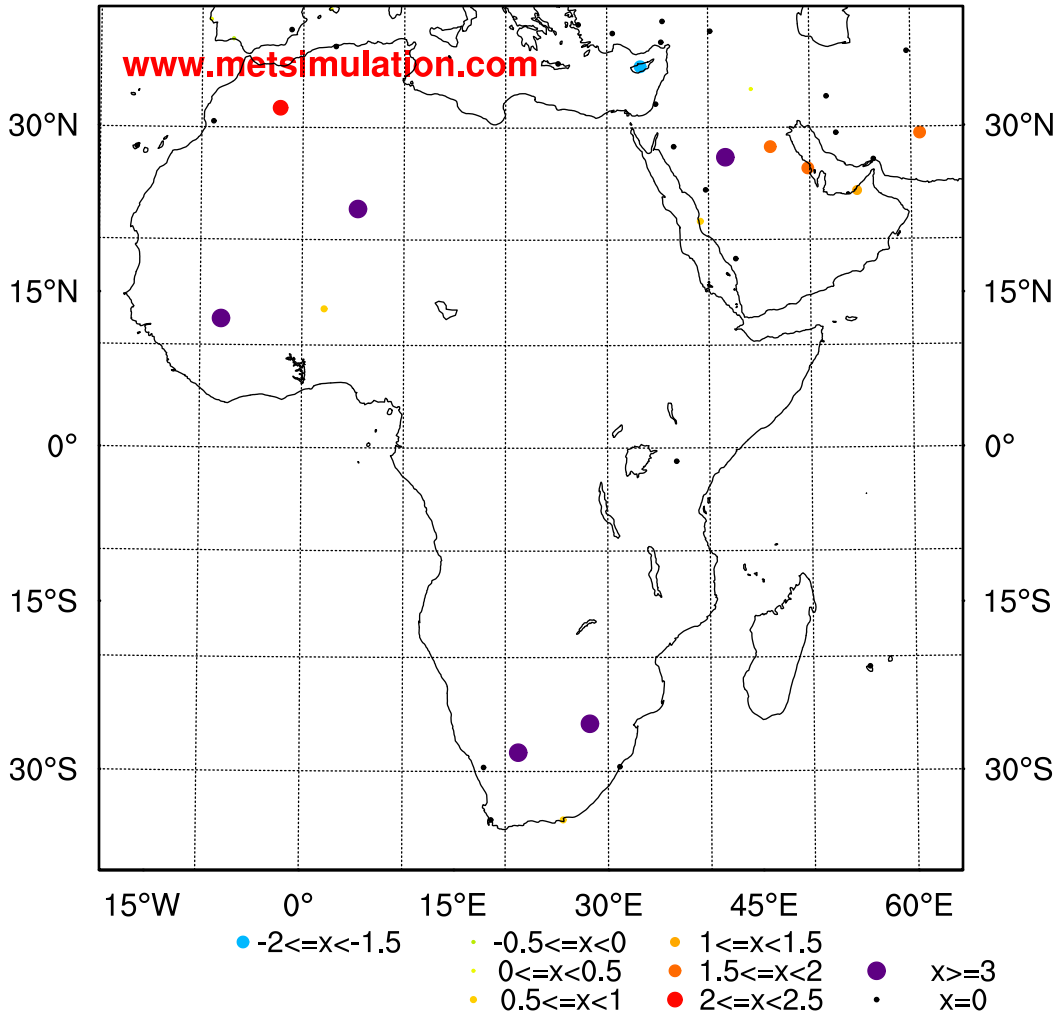 www.metsimulation.com
30°N 30°N
15°N 15°N
0° 0°
15°S 15°S
30°S 30°S
15°W 0° 15°E 30°E 45°E 60°E
-2<=x<-1.5 -0.5<=x<0 1<=x<1.5
0<=x<0.5 1.5<=x<2 x>=3
0.5<=x<1 2<=x<2.5 x=0